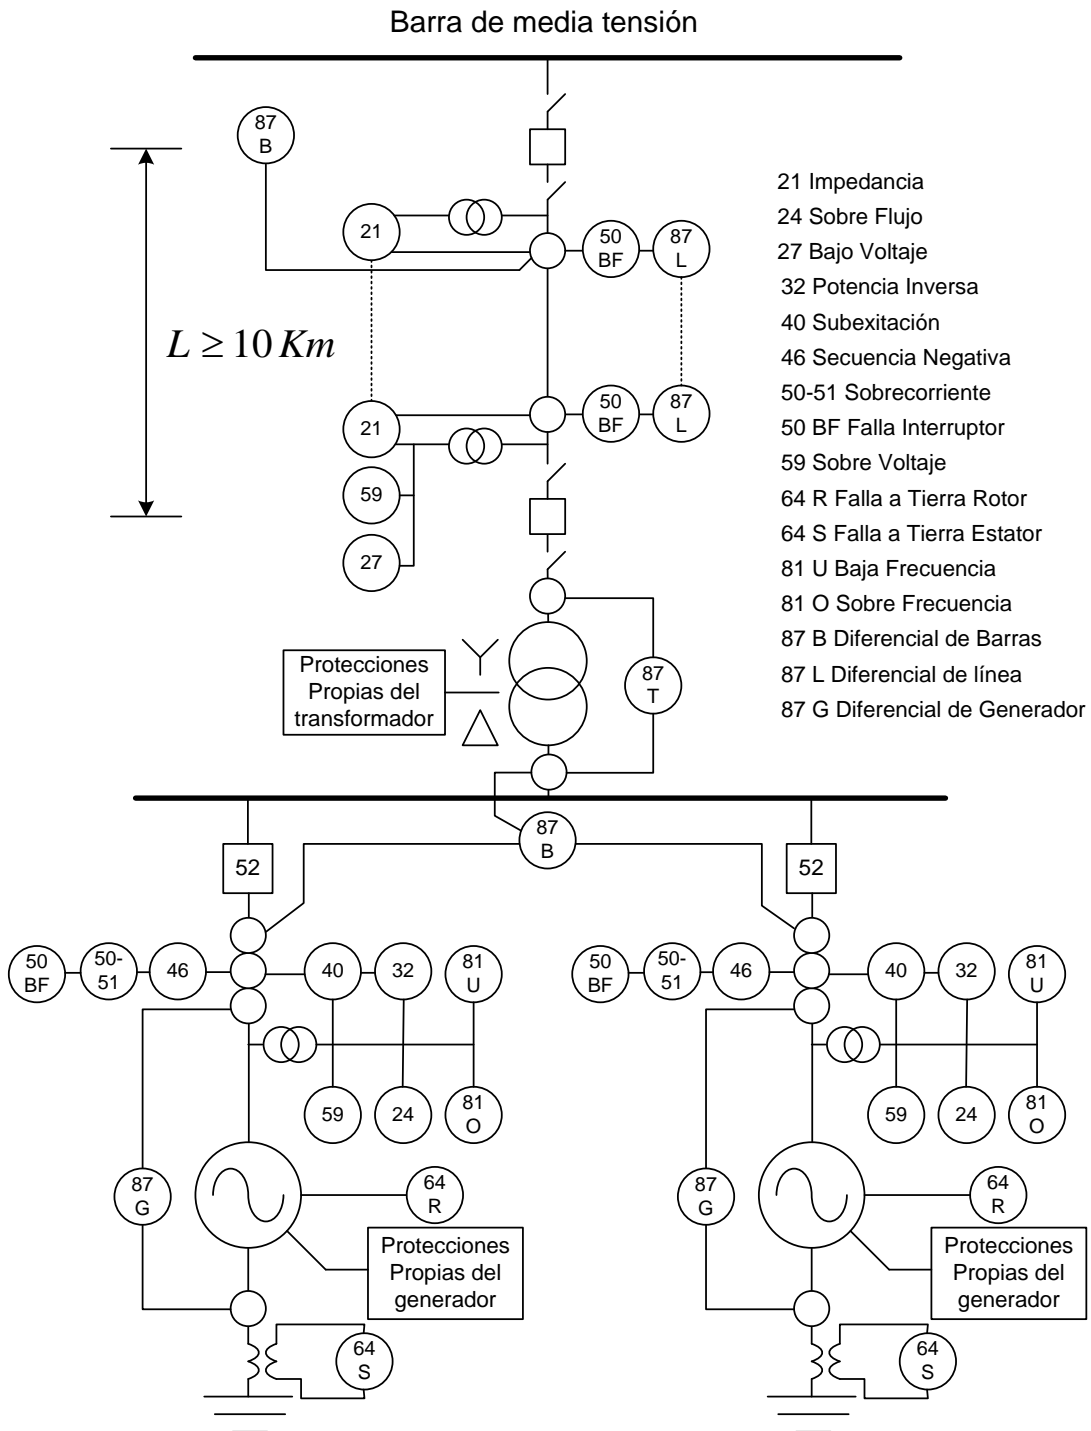 Barra de media tensión
87
B
21
50
BF
87
L
L ≥ 10 Km
21
50
BF
87
L
59
27
21 Impedancia
24 Sobre Flujo
27 Bajo Voltaje
32 Potencia Inversa
40 Subexitación
46 Secuencia Negativa
50-51 Sobrecorriente
50 BF Falla Interruptor
59 Sobre Voltaje
64 R Falla a Tierra Rotor
64 S Falla a Tierra Estator
81 U Baja Frecuencia
81 O Sobre Frecuencia
87 B Diferencial de Barras
87 L Diferencial de línea
87 G Diferencial de Generador
Protecciones
Propias del
transformador
87
T
87
B
52
52
50
BF
50-
51
46
40
32
81
U
59
24
81
O
87
G
64
R
Protecciones
Propias del
generador
64
S
50
BF
50-
51
46
40
32
81
U
59
24
81
O
87
G
64
R
Protecciones
Propias del
generador
64
S